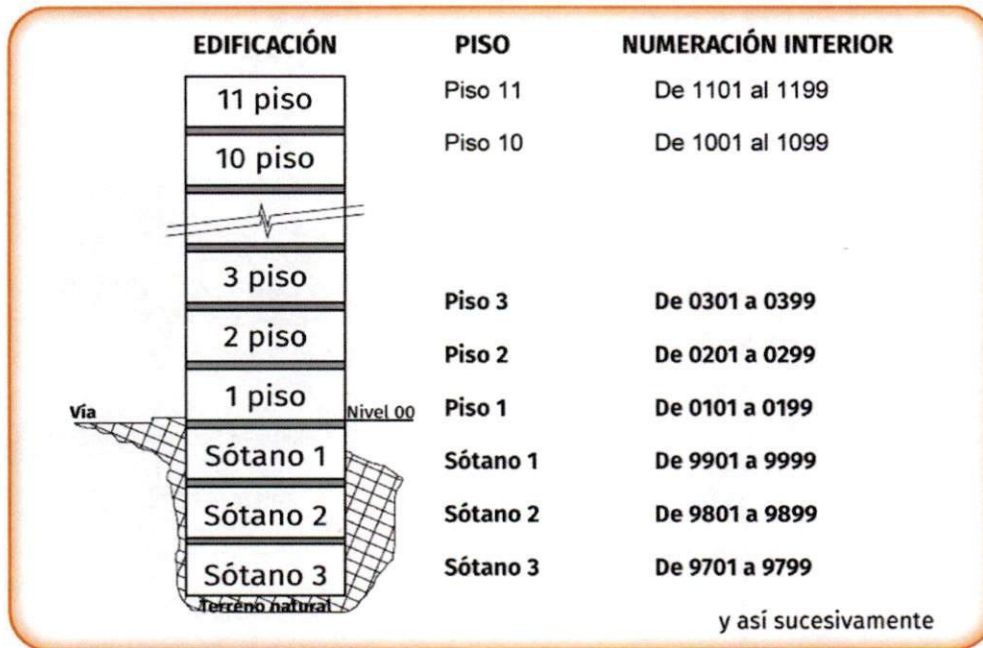 EDIFICACIÓN PISO NUMERACIÓN INTERIOR
11 piso Piso 11 De 1101 al 1199
10 piso Piso 10 De 1001 al 1099
3 piso Piso 3 De 0301 a 0399
2 piso Piso 2 De 0201 a 0299
1 piso Piso 1 De 0101 a 0199
Vía Nivel 00
Sótano 1 Sótano 1 De 9901 a 9999
Sótano 2 Sótano 2 De 9801 a 9899
Sótano 3 Sótano 3 De 9701 a 9799
Terreno natural
y así sucesivamente